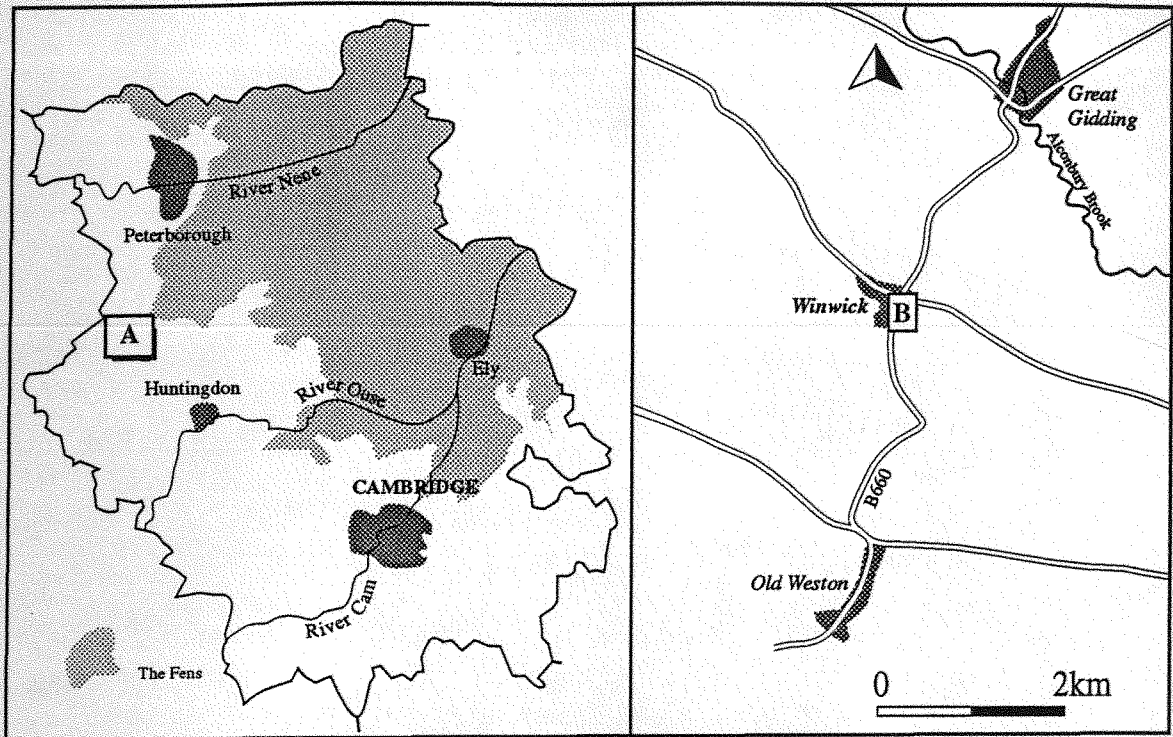 River Nene
Peterborough
A
Huntingdon
River Ouse
Ely
CAMBRIDGE
River Cam
The Fens
Great
Gidding
Alconbury Brook
Winwick
B
B660
Old Weston
0 2km